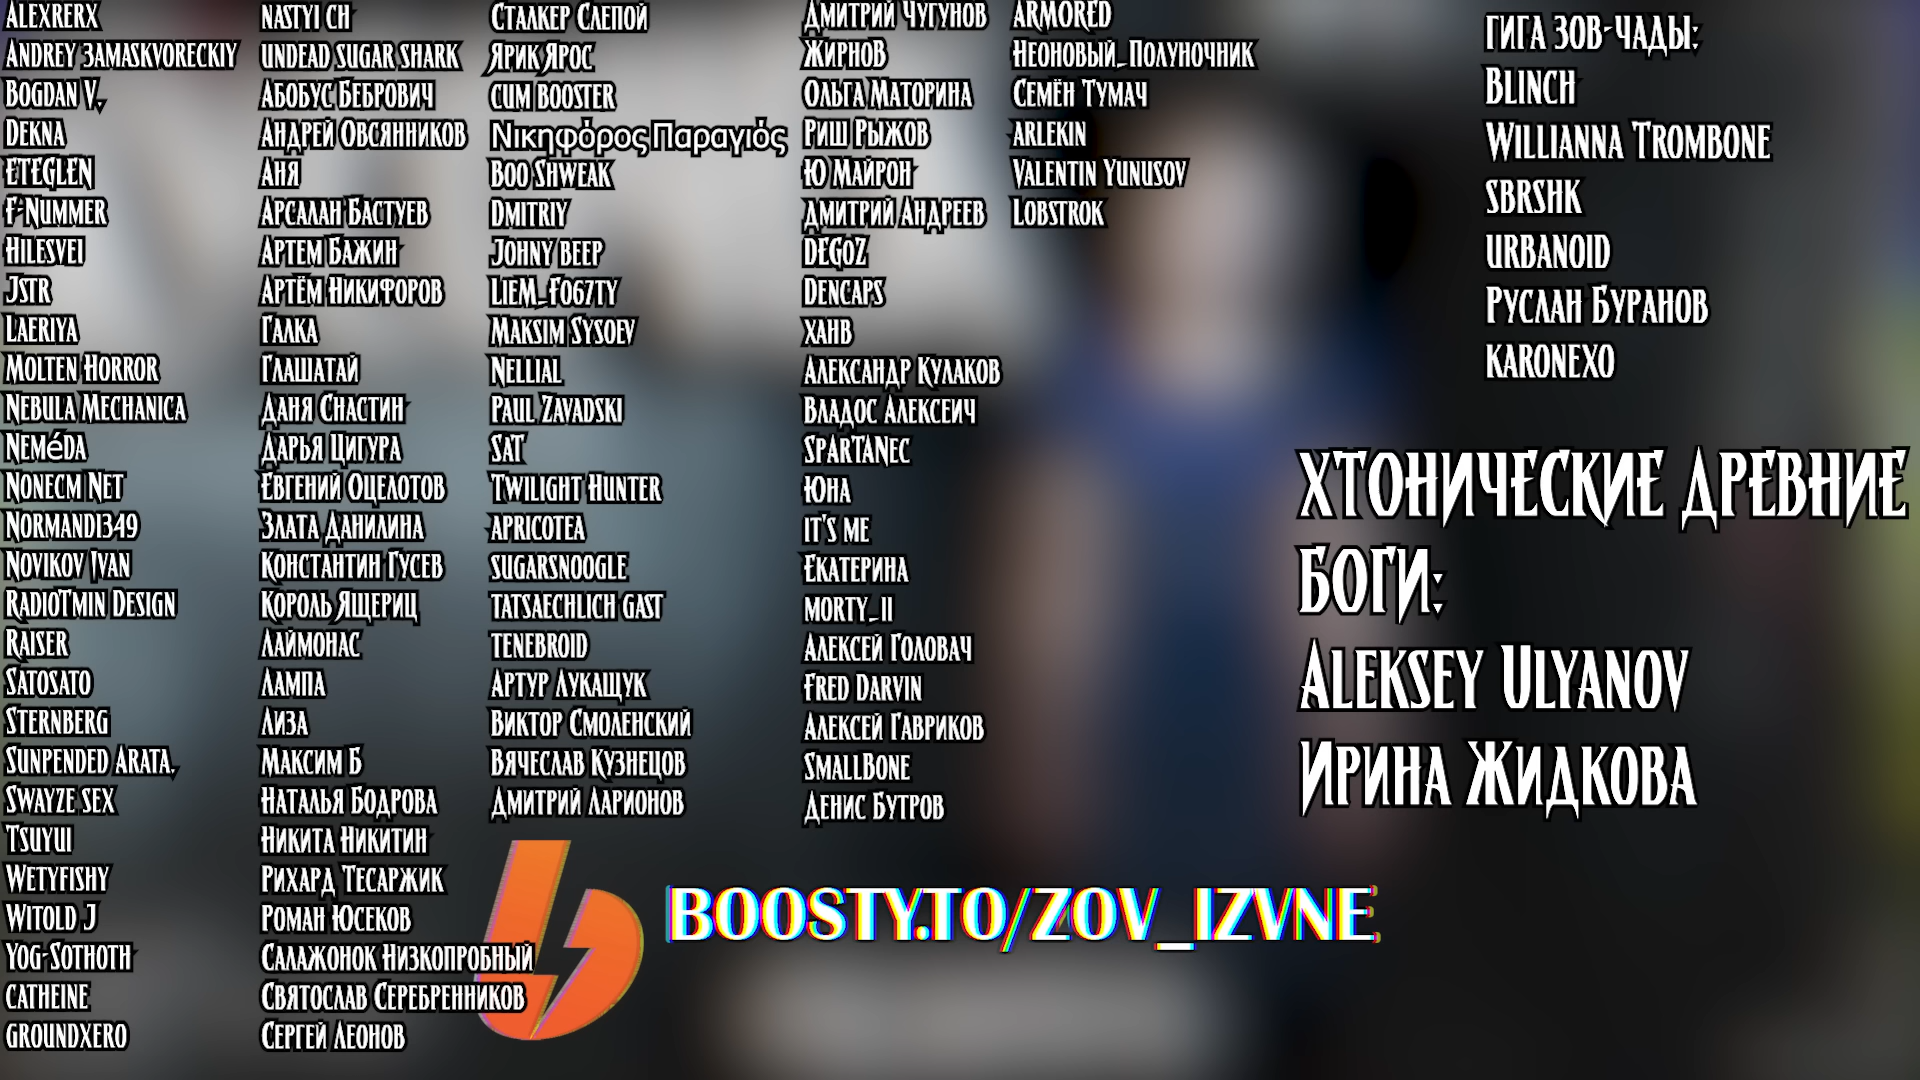 Alexrerx
Andrey Zамаskvoreckiy
Bogdan V.,
Dekna
ETEGLEN
F-Nummer
Hilesvei
Jstr
Laeriya
Molten Horror
Nebula Mechanica
Neméda
Nonecm Net
Normand1349
Novikov Ivan
RadioTmin Design
Raiser
Satosato
Sternberg
Sunpended Arata.
Swayze sex
Tsuyui
Wetyfishy
Witold J
Yog-Sothoth
catheine
groundxero
nastyi ch
undead sugar shark
Абобус Бебрович
Андрей Овсянников
Аня
Арсалан Бастуев
Артем Бажин
Артём Никифоров
Галка
Глашатай
Даня Снастин
Дарья Цигура
Евгений Оцелотов
Злата Данилина
Константин Гусев
Король Ящериц
Лаймонас
Лампа
Лиза
Максим Б
Наталья Бодрова
Никита Никитин
Рихард Тесаржик
Роман Юсеков
Салажонок Низкопробный
Святослав Серебренников
Сергей Леонов
Сталкер Слепой
Ярик Ярос
cum booster
Νικηφόρος Παραγιός
Boo Shweak
Dmitriy
Johny beep
LieM_Fo67ty
Maksim Sysoev
Nellial
Paul Zavadski
SaT
Twilight Hunter
apricotea
sugarsnoogle
tatsaechlich gast
tenebroid
Артур Лукащук
Виктор Смоленский
Вячеслав Кузнецов
Дмитрий Ларионов
Дмитрий Чугунов
ЖирноВ
Ольга Маторина
Риш Рыжов
Ю Майрон
дмитрий Андреев
DEGoZ
Dencaps
ханв
Александр Кулаков
Владос Алексеич
SpArTANec
Юна
it's me
Екатерина
morty_11
Алексей Головач
Fred Darvin
Алексей Гавриков
SmallBone
Денис Бутров
ARMORED
Неоновый_Полуночник
Семён Тумач
arlekin
Valentin Yunusov
Lobstrok
ГИГА ЗОВ-ЧАДЫ:
Blinch
Willianna Trombone
sbrshk
urbanoid
Руслан Буранов
karonexo
ХТОНИЧЕСКИЕ ДРЕВНИЕ
БОГИ:
Aleksey Ulyanov
Ирина Жидкова
BOOSTY.TO/ZOV_IZVNE